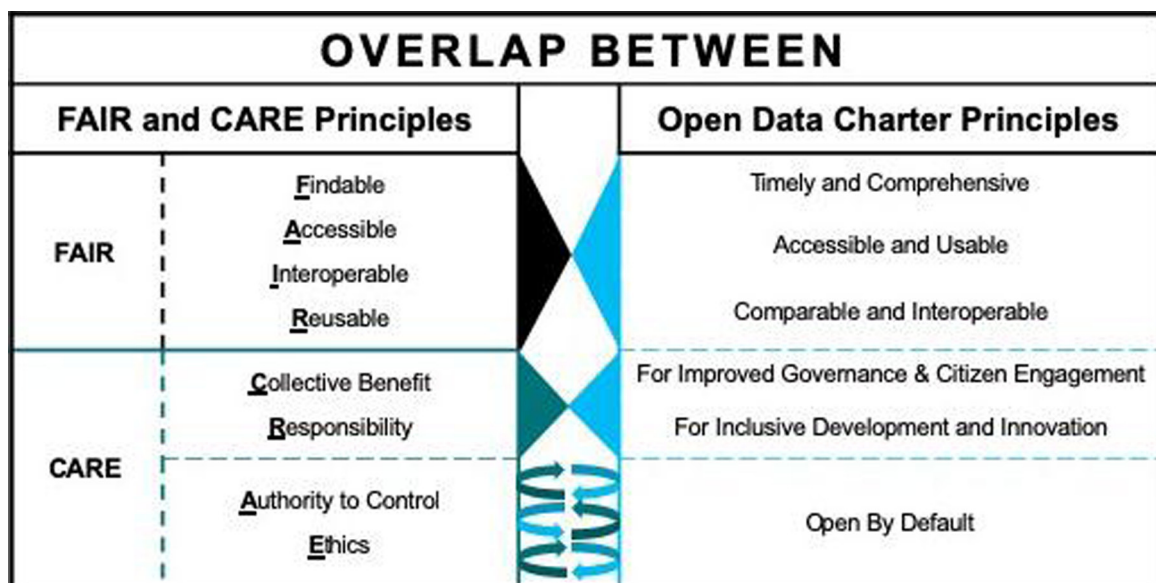 OVERLAP BETWEEN
FAIR and CARE Principles
Open Data Charter Principles
FAIR
Findable
Accessible
Interoperable
Reusable
Timely and Comprehensive
Accessible and Usable
Comparable and Interoperable
CARE
Collective Benefit
Responsibility
For Improved Governance & Citizen Engagement
For Inclusive Development and Innovation
Authority to Control
Ethics
Open By Default